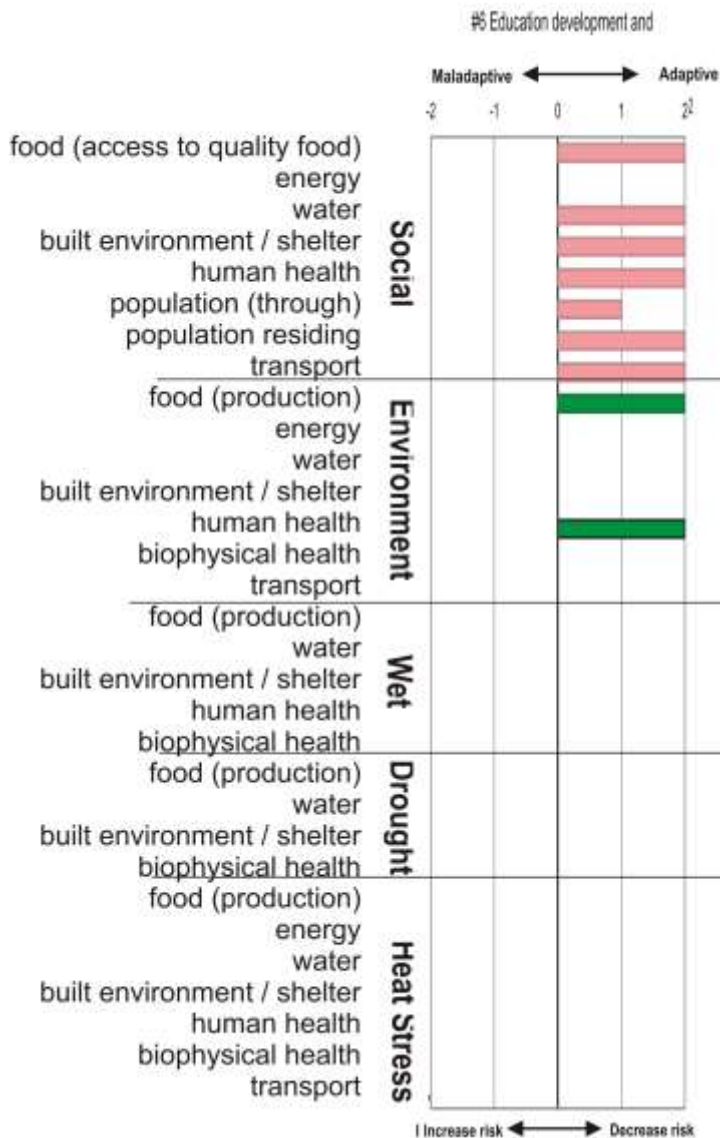 #6 Education development and
Maladaptive Adaptive
-2 -1 0 1 2 2
food (access to quality food)
energy
water
built environment / shelter
human health
population (through)
population residing
transport
Social
food (production)
energy
water
built environment / shelter
human health
biophysical health
transport
Environment
food (production)
water
built environment / shelter
human health
biophysical health
Wet
food (production)
water
built environment / shelter
biophysical health
Drought
food (production)
energy
water
built environment / shelter
human health
biophysical health
transport
Heat Stress
I Increase risk Decrease risk